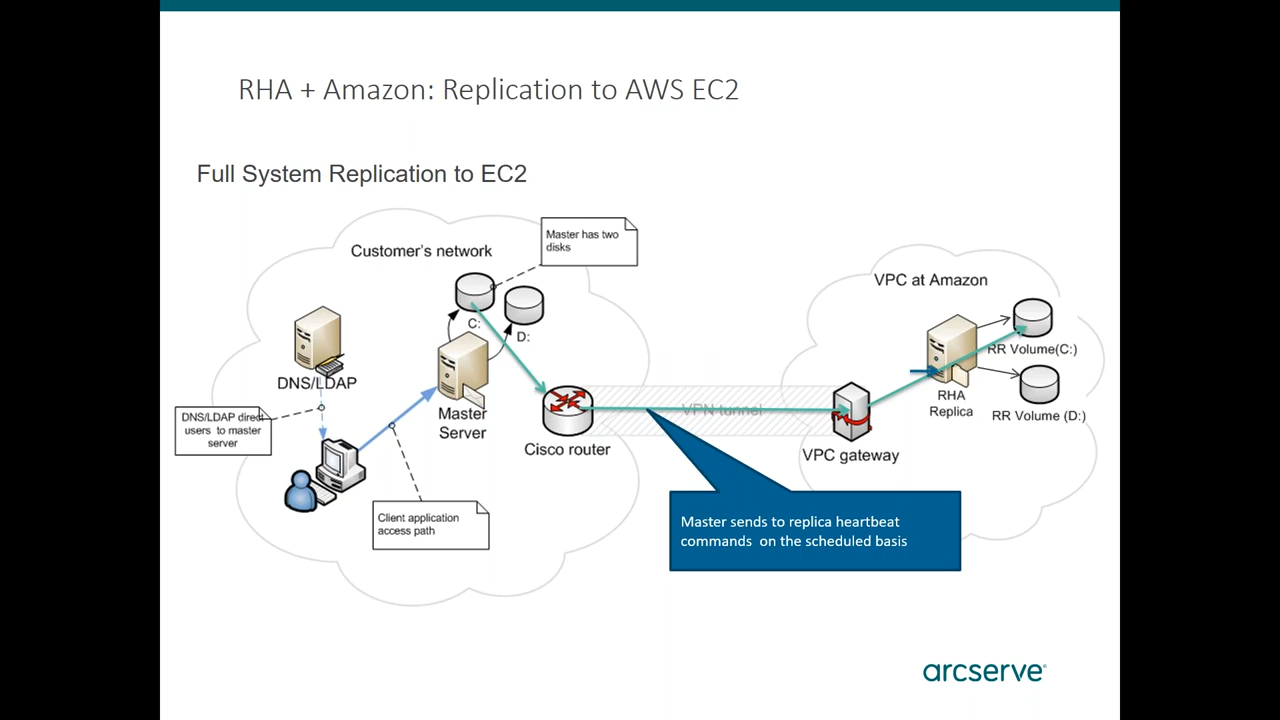 RHA + Amazon: Replication to AWS EC2
Full System Replication to EC2
Customer's network
Master has two
disks
C:
D:
DNS/LDAP
DNS/LDAP direct
users to master
server
Master
Server
Client application
access path
Cisco router
VPN tunnel
VPC gateway
VPC at Amazon
RHA
Replica
RR Volume(C:)
RR Volume (D:)
Master sends to replica heartbeat
commands on the scheduled basis
arcserve®